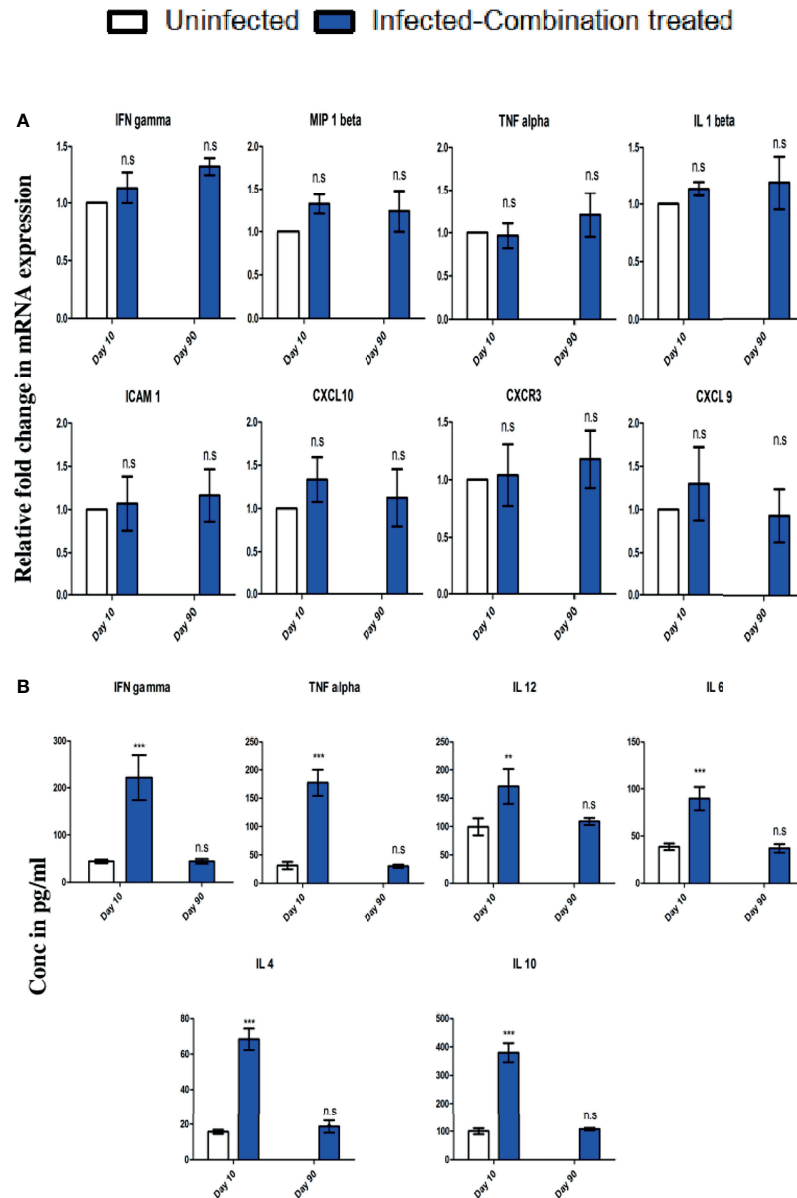 Uninfected Infected-Combination treated
A
IFN gamma MIP 1 beta TNF alpha IL 1 beta
Relative fold change in mRNA expression
1.5 1.0 0.5 0.0
n.s n.s
Day 10 Day 90
2.0 1.5 1.0 0.5 0.0
n.s n.s
Day 10 Day 90
2.0 1.5 1.0 0.5 0.0
n.s n.s
Day 10 Day 90
1.5 1.0 0.5 0.0
n.s n.s
Day 10 Day 90
ICAM 1 CXCL10 CXCR3 CXCL 9
2.0 1.5 1.0 0.5 0.0
n.s n.s
Day 10 Day 90
2.0 1.5 1.0 0.5 0.0
n.s n.s
Day 10 Day 90
1.5 1.0 0.5 0.0
n.s n.s
Day 10 Day 90
2.0 1.5 1.0 0.5 0.0
n.s n.s
Day 10 Day 90
B
IFN gamma TNF alpha IL 12 IL 6
Conc in pg/ml
300 200 100 0
*** n.s
Day 10 Day 90
250 200 150 100 50 0
*** n.s
Day 10 Day 90
250 200 150 100 50 0
** n.s
Day 10 Day 90
150 100 50 0
*** n.s
Day 10 Day 90
IL 4 IL 10
80 60 40 20 0
*** n.s
Day 10 Day 90
500 400 300 200 100 0
*** n.s
Day 10 Day 90